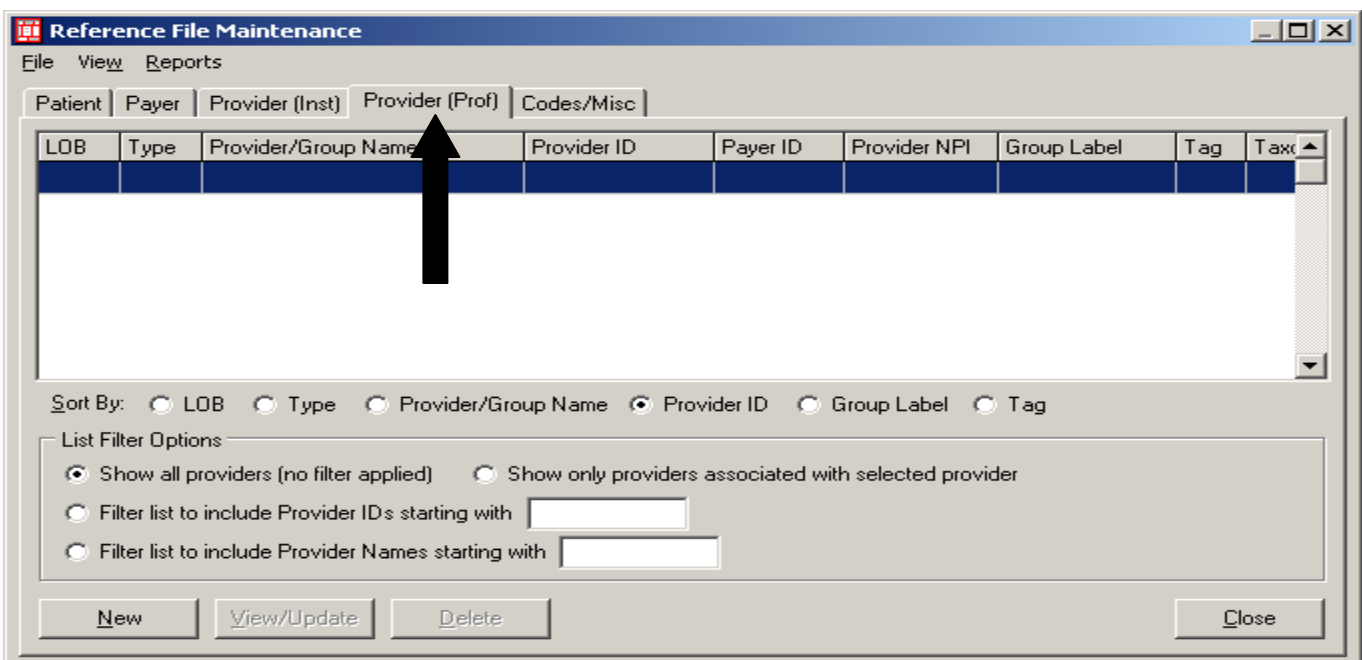 Reference File Maintenance
File View Reports
Patient Payer Provider (Inst) Provider (Prof) Codes/Misc
LOB Type Provider/Group Name Provider ID Payer ID Provider NPI Group Label Tag
Sort By: LOB Type Provider/Group Name Provider ID Group Label Tag
List Filter Options
Show all providers (no filter applied) Show only providers associated with selected provider
Filter list to include Provider IDs starting with
Filter list to include Provider Names starting with
New View/Update Delete Close